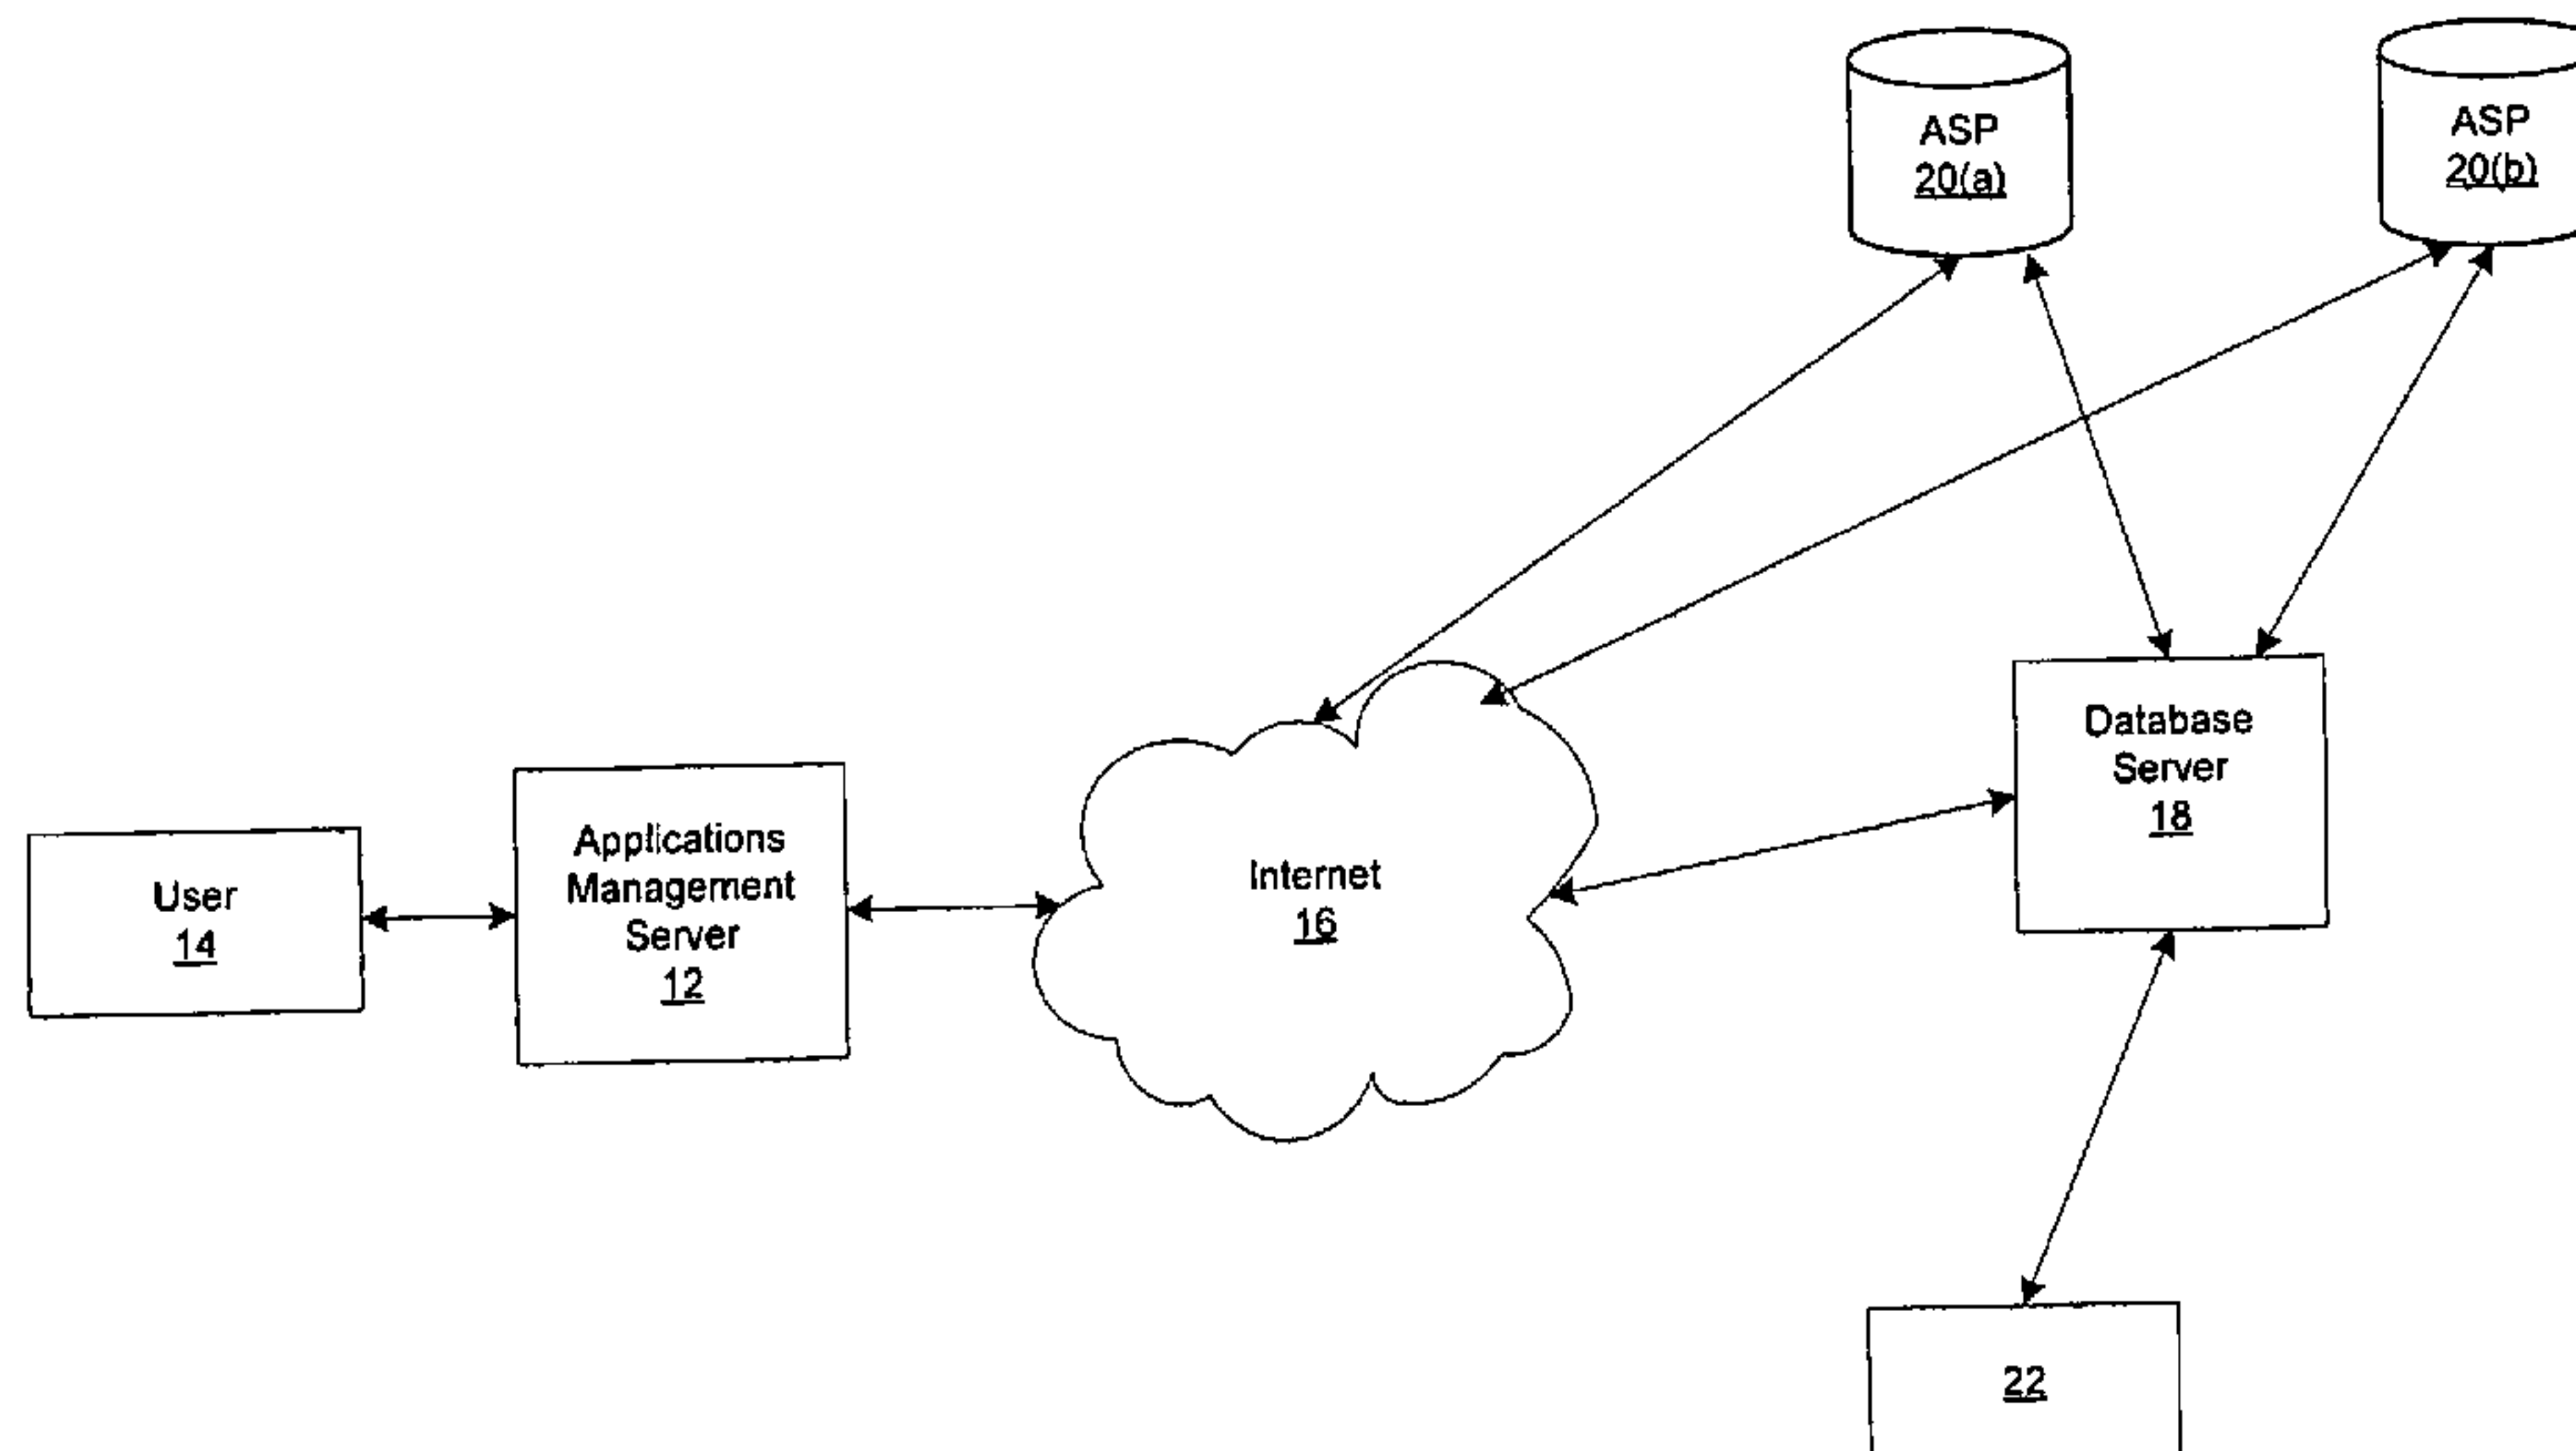 ASP
20(a)
ASP
20(b)
Database
Server
18
User
14
Applications
Management
Server
12
Internet
16
22